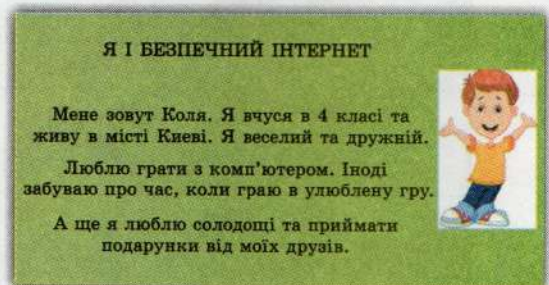 Я І БЕЗПЕЧНИЙ ІНТЕРНЕТ
Мене зовут Коля. Я вчуся в 4 класі та
живу в місті Києві. Я веселий та дружній.
Люблю грати з комп'ютером. Іноді
забуваю про час, коли граю в улюблену гру.
А ще я люблю солодощі та приймати
подарунки від моїх друзів.